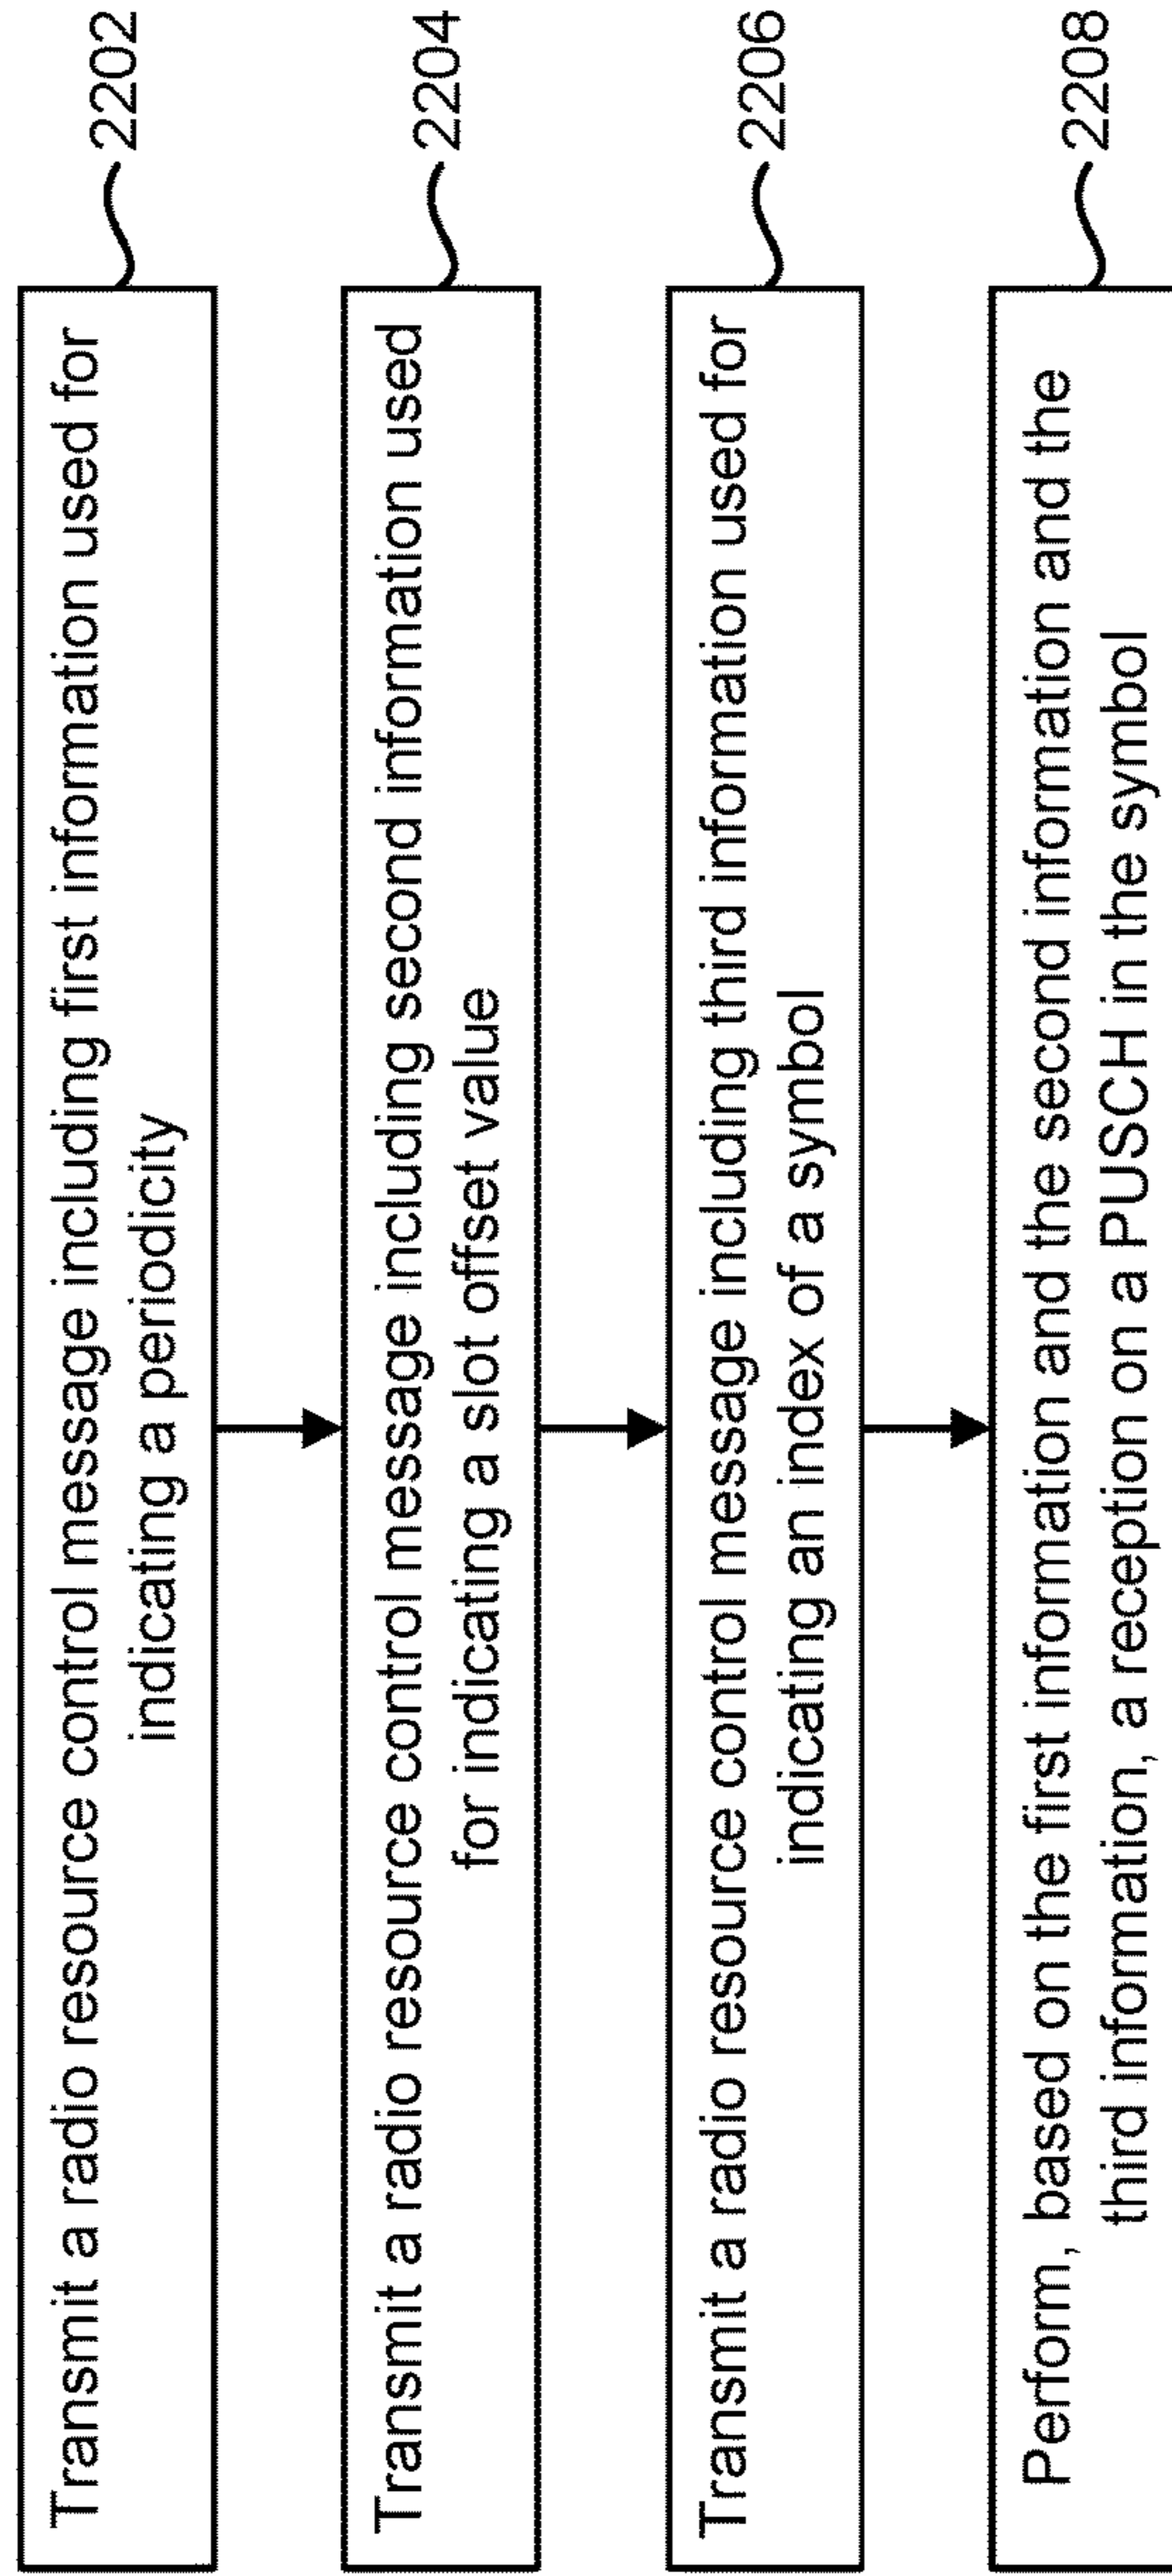 Transmit a radio resource control message including first information used for
indicating a periodicity
2202
Transmit a radio resource control message including second information used
for indicating a slot offset value
2204
Transmit a radio resource control message including third information used for
indicating an index of a symbol
2206
Perform, based on the first information and the second information and the
third information, a reception on a PUSCH in the symbol
2208